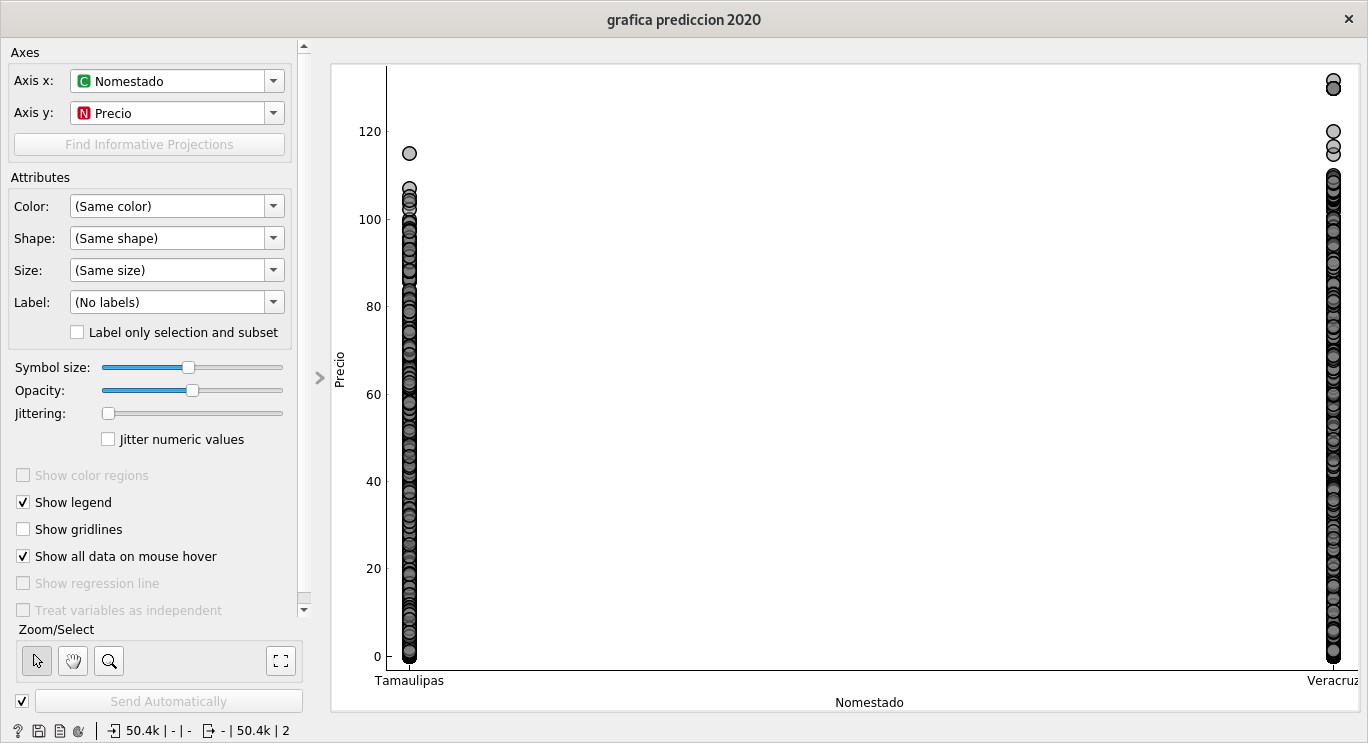 grafica prediccion 2020
Axes
Axis x: C Nomestado
Axis y: N Precio
Find Informative Projections
Attributes
Color: (Same color)
Shape: (Same shape)
Size: (Same size)
Label: (No labels)
Label only selection and subset
Symbol size:
Opacity:
Jittering:
Jitter numeric values
Show color regions
Show legend
Show gridlines
Show all data on mouse hover
Show regression line
Treat variables as independent
Zoom/Select
Send Automatically
? 50.4k | - | - - | 50.4k | 2
120
100
80
60
40
20
0
Precio
Tamaulipas Veracruz
Nomestado